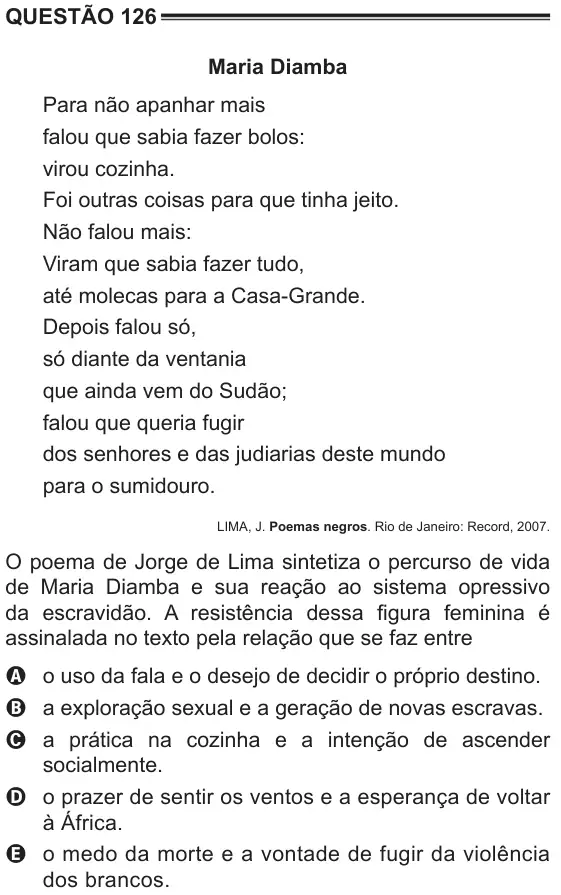 QUESTÃO 126
Maria Diamba
Para não apanhar mais
falou que sabia fazer bolos:
virou cozinha.
Foi outras coisas para que tinha jeito.
Não falou mais:
Viram que sabia fazer tudo,
até molecas para a Casa-Grande.
Depois falou só,
só diante da ventania
que ainda vem do Sudão;
falou que queria fugir
dos senhores e das judiarias deste mundo
para o sumidouro.
LIMA, J. Poemas negros. Rio de Janeiro: Record, 2007.
O poema de Jorge de Lima sintetiza o percurso de vida
de Maria Diamba e sua reação ao sistema opressivo
da escravidão. A resistência dessa figura feminina é
assinalada no texto pela relação que se faz entre
A o uso da fala e o desejo de decidir o próprio destino.
B a exploração sexual e a geração de novas escravas.
C a prática na cozinha e a intenção de ascender
socialmente.
D o prazer de sentir os ventos e a esperança de voltar
à África.
E o medo da morte e a vontade de fugir da violência
dos brancos.